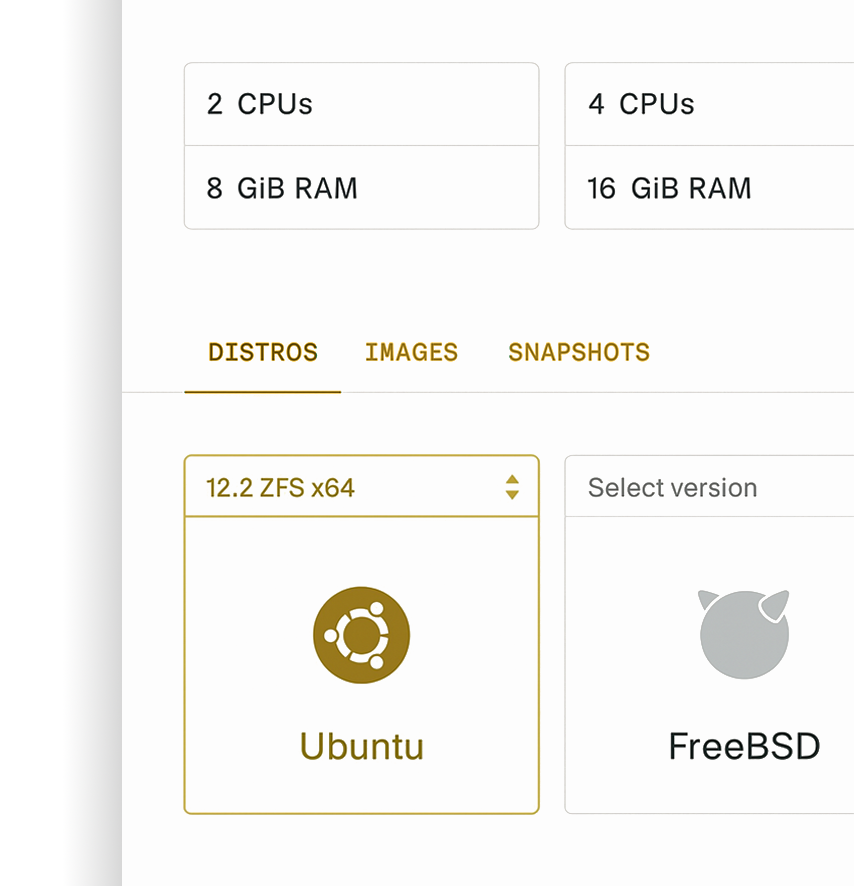 2 CPUs
4 CPUs
8 GiB RAM
16 GiB RAM
DISTROS IMAGES SNAPSHOTS
12.2 ZFS x64
Select version
Ubuntu
FreeBSD